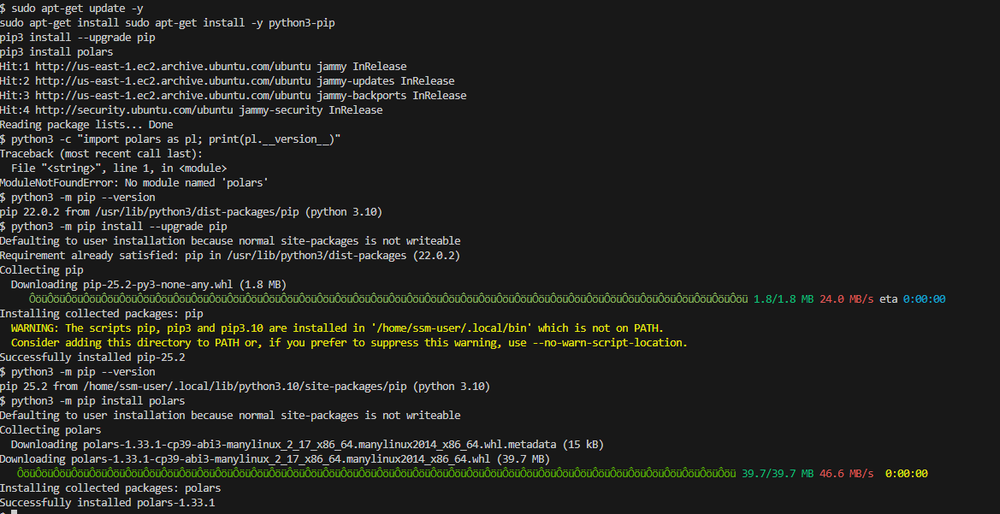 $ sudo apt-get update -y
sudo apt-get install sudo apt-get install -y python3-pip
pip3 install --upgrade pip
pip3 install polars
Hit:1 http://us-east-1.ec2.archive.ubuntu.com/ubuntu jammy InRelease
Hit:2 http://us-east-1.ec2.archive.ubuntu.com/ubuntu jammy-updates InRelease
Hit:3 http://us-east-1.ec2.archive.ubuntu.com/ubuntu jammy-backports InRelease
Hit:4 http://security.ubuntu.com/ubuntu jammy-security InRelease
Reading package lists... Done
$ python3 -c "import polars as pl; print(pl.__version__)"
Traceback (most recent call last):
  File "<string>", line 1, in <module>
ModuleNotFoundError: No module named 'polars'
$ python3 -m pip --version
pip 22.0.2 from /usr/lib/python3/dist-packages/pip (python 3.10)
$ python3 -m pip install --upgrade pip
Defaulting to user installation because normal site-packages is not writeable
Requirement already satisfied: pip in /usr/lib/python3/dist-packages (22.0.2)
Collecting pip
  Downloading pip-25.2-py3-none-any.whl (1.8 MB)
1.8/1.8 MB 24.0 MB/s eta 0:00:00
Installing collected packages: pip
  WARNING: The scripts pip, pip3 and pip3.10 are installed in '/home/ssm-user/.local/bin' which is not on PATH.
  Consider adding this directory to PATH or, if you prefer to suppress this warning, use --no-warn-script-location.
Successfully installed pip-25.2
$ python3 -m pip --version
pip 25.2 from /home/ssm-user/.local/lib/python3.10/site-packages/pip (python 3.10)
$ python3 -m pip install polars
Defaulting to user installation because normal site-packages is not writeable
Collecting polars
  Downloading polars-1.33.1-cp39-abi3-manylinux_2_17_x86_64.manylinux2014_x86_64.whl.metadata (15 kB)
Downloading polars-1.33.1-cp39-abi3-manylinux_2_17_x86_64.manylinux2014_x86_64.whl (39.7 MB)
39.7/39.7 MB 46.6 MB/s  0:00:00
Installing collected packages: polars
Successfully installed polars-1.33.1